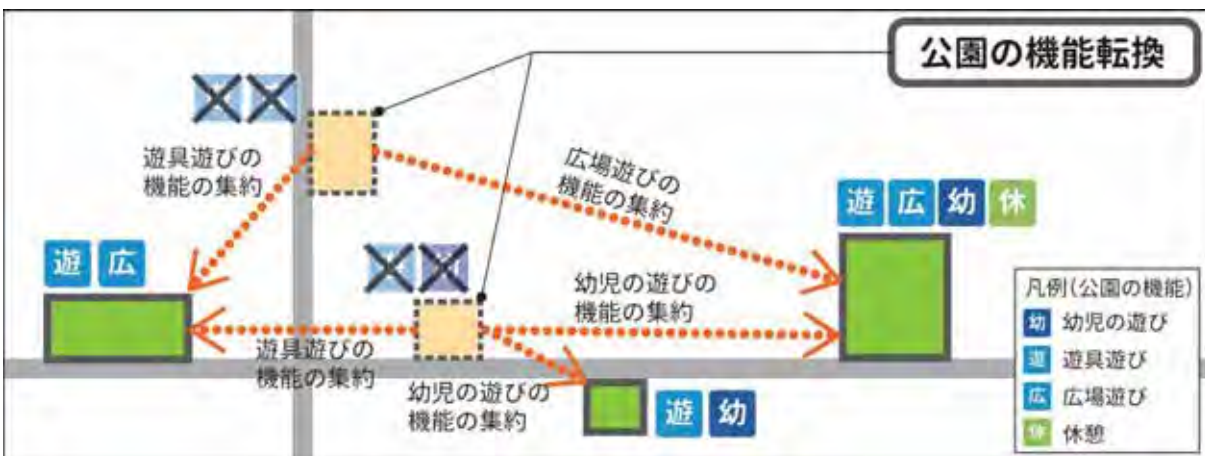 公園の機能転換
遊具遊びの
機能の集約
広場遊びの
機能の集約
遊 広 幼 休
遊 広
幼児の遊びの
機能の集約
遊具遊びの
機能の集約
幼児の遊びの
機能の集約
遊 幼
凡例(公園の機能)
幼 幼児の遊び
遊 遊具遊び
広 広場遊び
休 休憩